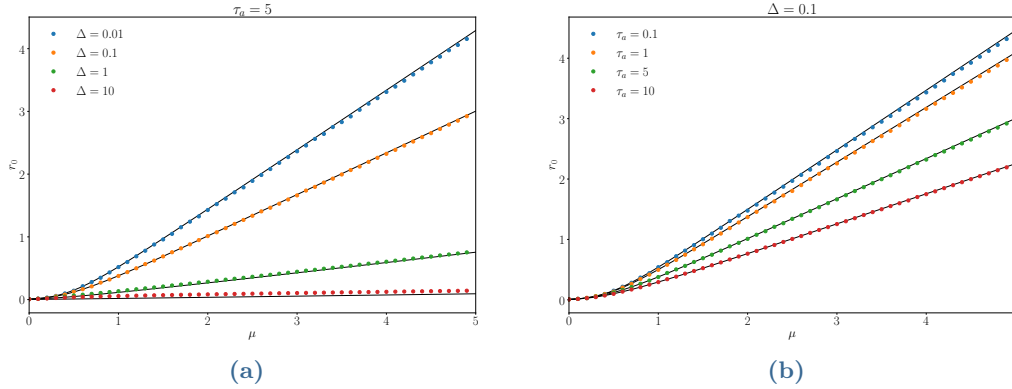 τₐ = 5
4
3
2
1
0
r₀
Δ = 0.01
Δ = 0.1
Δ = 1
Δ = 10
0 1 2 3 4 5
μ
(a)
Δ = 0.1
4
3
2
1
0
r₀
τₐ = 0.1
τₐ = 1
τₐ = 5
τₐ = 10
0 1 2 3 4
μ
(b)